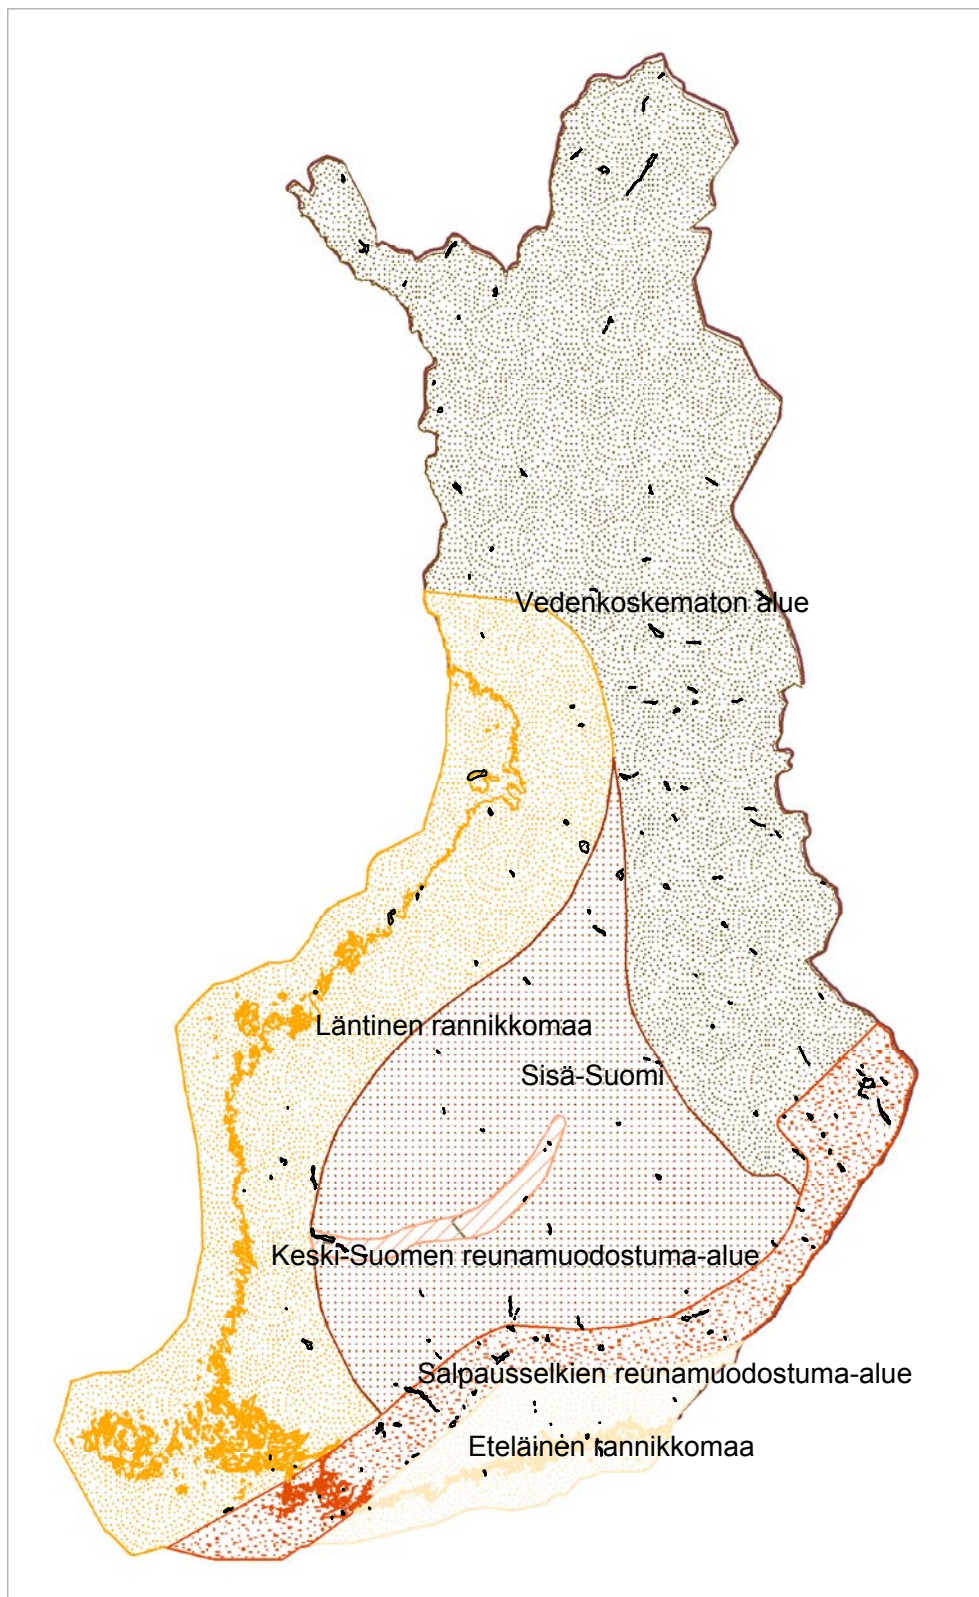 Vedenkoskematon alue
Läntinen rannikkomaa
Sisä-Suomi
Keski-Suomen reunamuodostuma-alue
Salpausselkien reunamuodostuma-alue
Eteläinen rannikkomaa